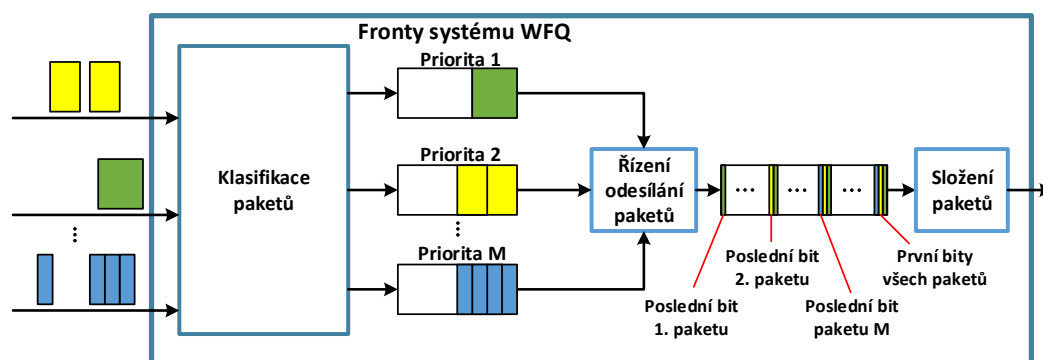 Fronty systému WFQ
Priorita 1
Priorita 2
⋮
Priorita M
⋮
Klasifikace
paketů
Řízení
odesílání
paketů
... ... ...
Složení
paketů
Poslední bit
1. paketu
Poslední bit
2. paketu
Poslední bit
paketu M
První bity
všech paketů